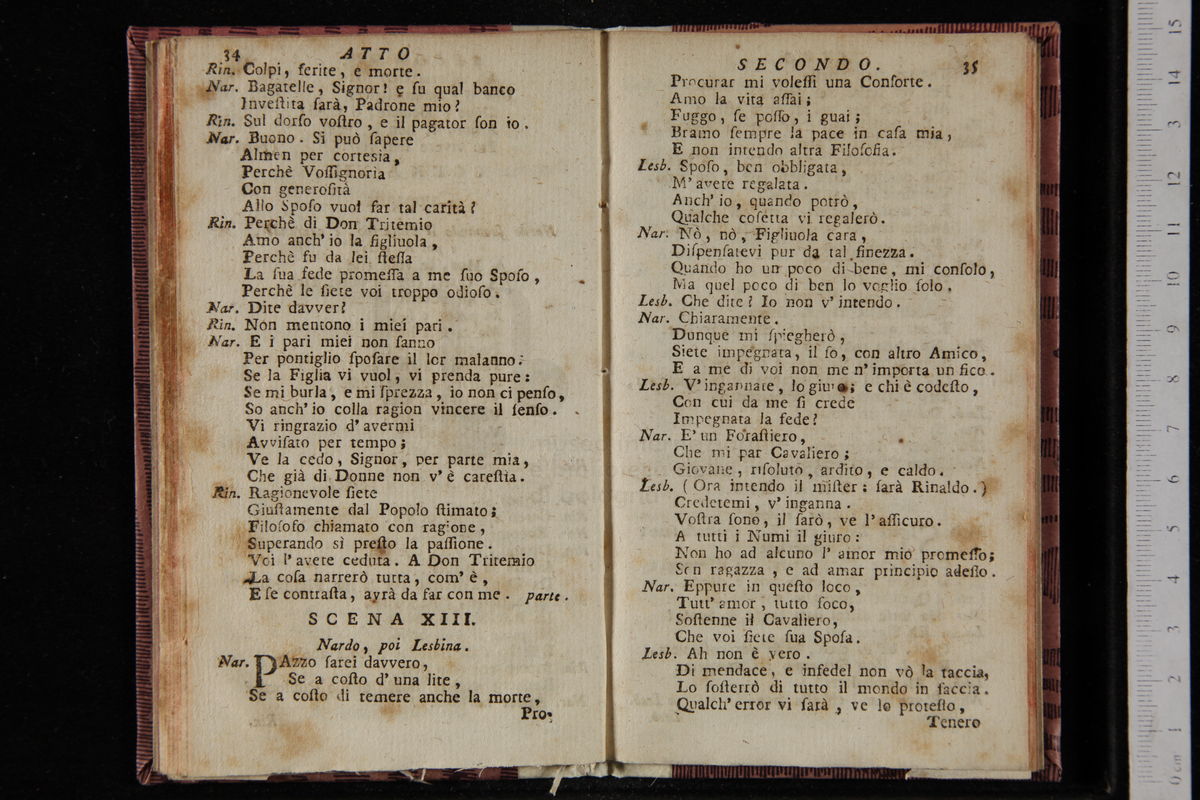 34 ATTO
Rin. Colpi, ferite, e morte.
Nar. Bagatelle, Signor! e ſu qual banco
Inveſtita ſarà, Padrone mio?
Rin. Sul dorſo voſtro, e il pagator ſon io.
Nar. Buono. Si può ſapere
Almen per corteſia,
Perchè Voſſignoria
Con generoſità
Allo Spoſo vuol far tal carità?
Rin. Perchè di Don Tritemio
Amo anch' io la figliuola,
Perchè fu da lei ſteſſa
La ſua fede promeſſa a me ſuo Spoſo,
Perchè le ſiete voi troppo odioſo.
Nar. Dite davver?
Rin. Non mentono i miei pari.
Nar. E i pari miei non ſanno
Per pontiglio ſpoſare il lor malanno:
Se la Figlia vi vuol, vi prenda pure:
Se mi burla, e mi ſprezza, io non ci penſo,
So anch' io colla ragion vincere il ſenſo.
Vi ringrazio d' avermi
Avviſato per tempo;
Ve la cedo, Signor, per parte mia,
Che già di Donne non v' è careſtia.
Rin. Ragionevole ſiete
Giuſtamente dal Popolo ſtimato;
Filoſofo chiamato con ragione,
Superando sì preſto la paſſione.
Voi l' avete ceduta. A Don Tritemio
La coſa narrerò tutta, com' è,
E ſe contraſta, avrà da far con me. parte.
SCENA XIII.
Nardo, poi Lesbina.
Nar. PAzzo ſarei davvero,
Se a coſto d' una lite,
Se a coſto di temere anche la morte,
Pro-
SECONDO. 35
Procurar mi voleſſi una Conſorte.
Amo la vita aſſai;
Fuggo, ſe poſſo, i guai;
Bramo ſempre la pace in caſa mia,
E non intendo altra Filoſofia.
Lesb. Spoſo, ben obbligata,
M' avete regalata.
Anch' io, quando potrò,
Qualche coſetta vi regalerò.
Nar. Nò, nò, Figliuola cara,
Diſpenſatevi pur da tal finezza.
Quando ho un poco di bene, mi conſolo,
Ma quel poco di ben lo voglio ſolo.
Lesb. Che dite? Io non v' intendo.
Nar. Chiaramente.
Dunque mi ſpiegherò,
Siete impegnata, il ſo, con altro Amico,
E a me di voi non me n' importa un fico.
Lesb. V' ingannate, lo giuro; e chi è codeſto,
Con cui da me ſi crede
Impegnata la fede?
Nar. E' un Foraſtiero,
Che mi par Cavaliero;
Giovane, riſoluto, ardito, e caldo.
Lesb. (Ora intendo il miſter: ſarà Rinaldo.)
Credetemi, v' inganna.
Voſtra ſono, il ſarò, ve l' aſſicuro.
A tutti i Numi il giuro:
Non ho ad alcuno l' amor mio promeſſo;
Son ragazza, e ad amar principio adeſſo.
Nar. Eppure in queſto loco,
Tutt' amor, tutto foco,
Soſtenne il Cavaliero,
Che voi ſiete ſua Spoſa.
Lesb. Ah non è vero.
Di mendace, e infedel non vò la taccia,
Lo ſoſterrò di tutto il mondo in faccia.
Qualch' error vi ſarà, ve lo proteſto,
Tenero
0 cm 1 2 3 4 5 6 7 8 9 10 11 12 13 14 15